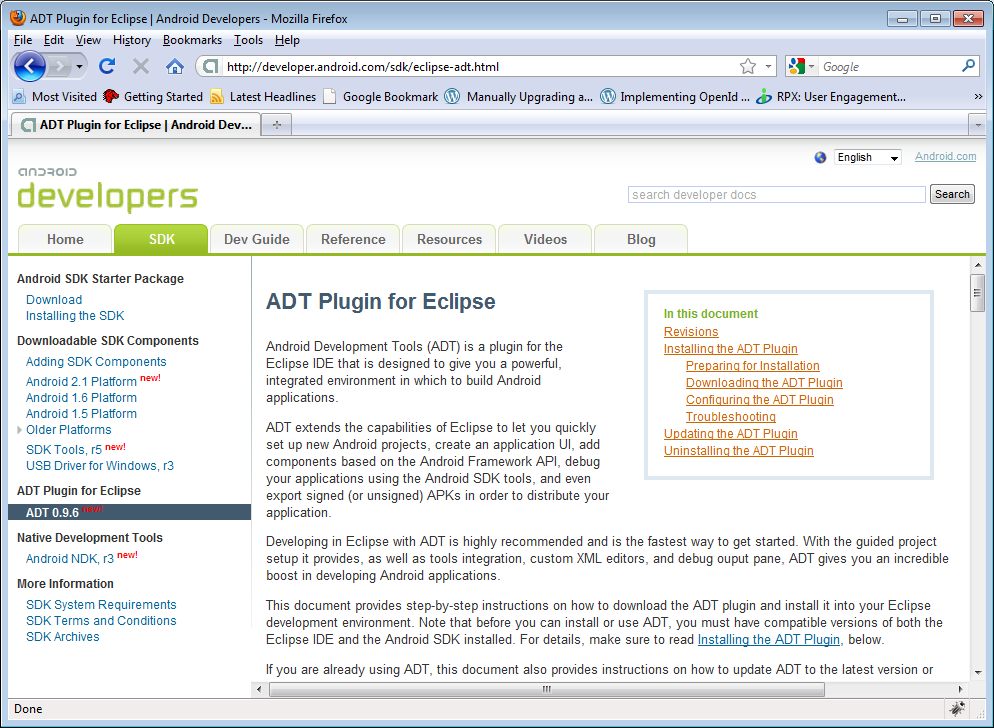 ADT Plugin for Eclipse | Android Developers - Mozilla Firefox
File Edit View History Bookmarks Tools Help
http://developer.android.com/sdk/eclipse-adt.html
Google
Most Visited Getting Started Latest Headlines Google Bookmark Manually Upgrading a... Implementing OpenId ... RPX: User Engagement... »
ADT Plugin for Eclipse | Android Dev...
English Android.com
android
developers
search developer docs Search
Home SDK Dev Guide Reference Resources Videos Blog
Android SDK Starter Package
Download
Installing the SDK
Downloadable SDK Components
Adding SDK Components
Android 2.1 Platform new!
Android 1.6 Platform
Android 1.5 Platform
Older Platforms
SDK Tools, r5 new!
USB Driver for Windows, r3
ADT Plugin for Eclipse
ADT 0.9.6 new!
Native Development Tools
Android NDK, r3 new!
More Information
SDK System Requirements
SDK Terms and Conditions
SDK Archives
ADT Plugin for Eclipse
Android Development Tools (ADT) is a plugin for the
Eclipse IDE that is designed to give you a powerful,
integrated environment in which to build Android
applications.
ADT extends the capabilities of Eclipse to let you quickly
set up new Android projects, create an application UI, add
components based on the Android Framework API, debug
your applications using the Android SDK tools, and even
export signed (or unsigned) APKs in order to distribute your
application.
In this document
Revisions
Installing the ADT Plugin
Preparing for Installation
Downloading the ADT Plugin
Configuring the ADT Plugin
Troubleshooting
Updating the ADT Plugin
Uninstalling the ADT Plugin
Developing in Eclipse with ADT is highly recommended and is the fastest way to get started. With the guided project
setup it provides, as well as tools integration, custom XML editors, and debug ouput pane, ADT gives you an incredible
boost in developing Android applications.
This document provides step-by-step instructions on how to download the ADT plugin and install it into your Eclipse
development environment. Note that before you can install or use ADT, you must have compatible versions of both the
Eclipse IDE and the Android SDK installed. For details, make sure to read Installing the ADT Plugin, below.
If you are already using ADT, this document also provides instructions on how to update ADT to the latest version or
Done